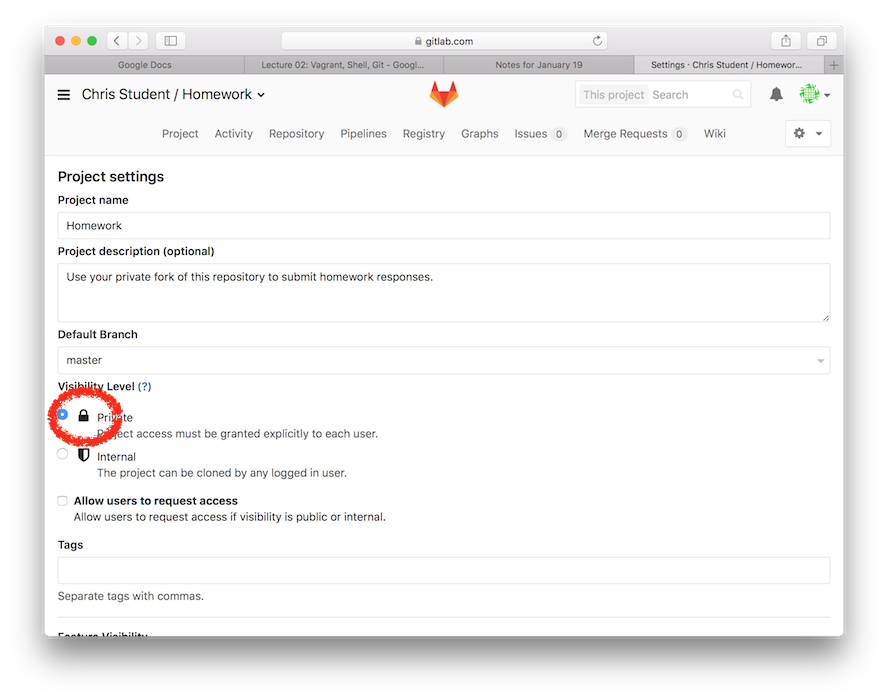 gitlab.com
Google Docs
Lecture 02: Vagrant, Shell, Git - Googl...
Notes for January 19
Settings · Chris Student / Homewor...
Chris Student / Homework
This project Search
Project Activity Repository Pipelines Registry Graphs Issues 0 Merge Requests 0 Wiki
Project settings
Project name
Homework
Project description (optional)
Use your private fork of this repository to submit homework responses.
Default Branch
master
Visibility Level (?)
Private
Project access must be granted explicitly to each user.
Internal
The project can be cloned by any logged in user.
Allow users to request access
Allow users to request access if visibility is public or internal.
Tags
Separate tags with commas.
Feature Visibility